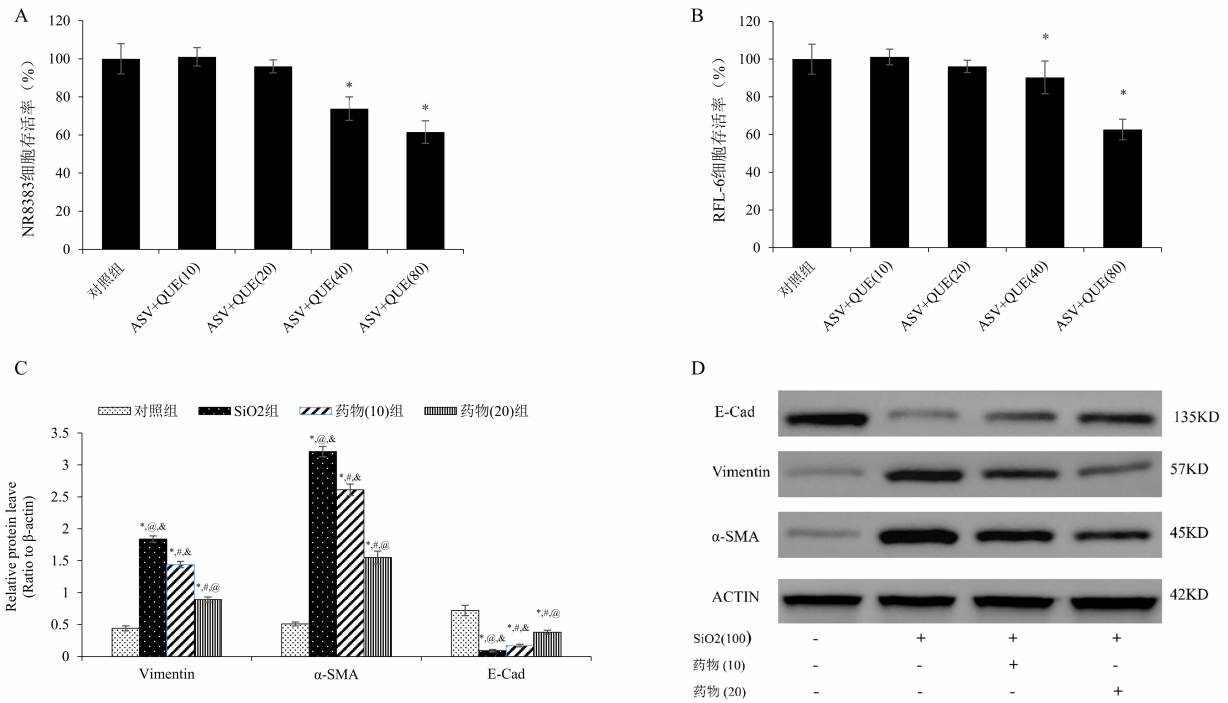 A
120
100
80
60
40
20
0
NR8383细胞存活率（%）
*
*
对照组
ASV+QUE(10)
ASV+QUE(20)
ASV+QUE(40)
ASV+QUE(80)
B
120
100
80
60
40
20
0
RFL-6细胞存活率（%）
*
*
对照组
ASV+QUE(10)
ASV+QUE(20)
ASV+QUE(40)
ASV+QUE(80)
C
对照组 SiO2组 药物(10)组 药物(20)组
3.5
3
2.5
2
1.5
1
0.5
0
Relative protein leave
(Ratio to β-actin)
*,@,&
*,#,&
*,#,@
*,@,&
*,#,&
*,#,@
*,@,&
*,#,&
*,#,@
Vimentin α-SMA E-Cad
D
E-Cad 135KD
Vimentin 57KD
α-SMA 45KD
ACTIN 42KD
SiO2(100) - + + +
药物(10) - - + -
药物(20) - - - +